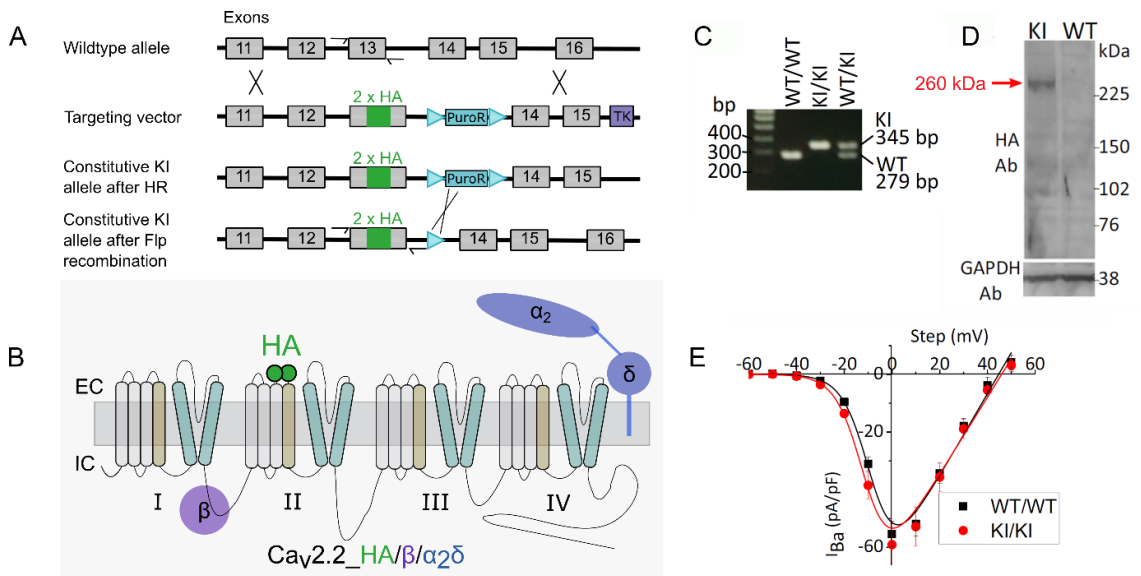 A
Exons
Wildtype allele
11 12 13 14 15 16
Targeting vector
2 x HA
11 12 PuroR 14 15 TK
Constitutive KI
allele after HR
2 x HA
11 12 PuroR 14 15
Constitutive KI
allele after Flp
recombination
2 x HA
11 12 14 15 16
B
HA
α2
δ
EC
IC
I II III IV
β
CaV2.2_HA/β/α2δ
C
WT/WT
KI/KI
WT/KI
bp
400
300
200
KI
345 bp
WT
279 bp
D
KI WT
kDa
260 kDa
225
HA
Ab
150
102
76
GAPDH
Ab
38
E
Step (mV)
-60 -40 -20 0 20 40 60
-20
-60
IBa (pA/pF)
WT/WT
KI/KI